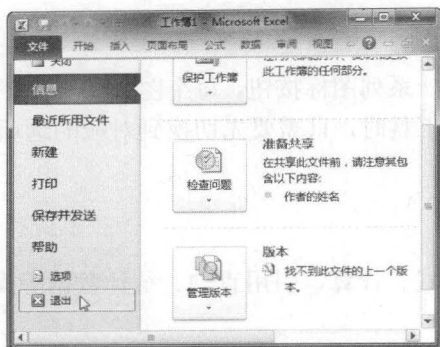 工作簿1 - Microsoft Excel
文件 开始 插入 页面布局 公式 数据 审阅 视图
关闭
信息
最近所用文件
新建
打印
保存并发送
帮助
选项
退出
保护工作簿
此工作簿的任何部分。
检查问题
准备共享
在共享此文件前，请注意其包
含以下内容:
作者的姓名
管理版本
版本
找不到此文件的上一个版
本。